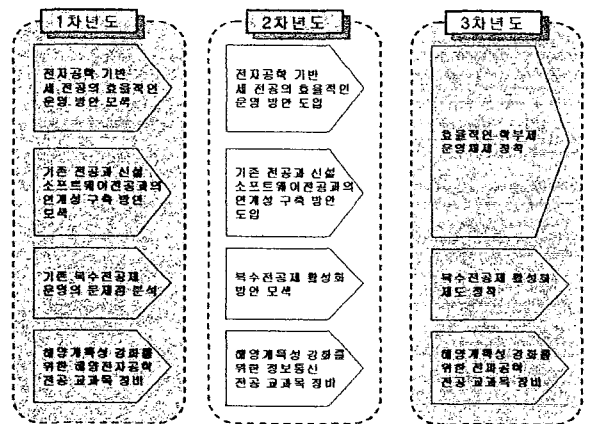 1차년도
전자공학 기반
세 전공의 효율적인
운영 방안 모색
기존 전공과 신설
소프트웨어전공과의
연계성 구축 방안
모색
기존 복수전공제
운영의 문제점 분석
해양계특성 강화를
위한 해양전자공학
전공 교과목 정비
2차년도
전자공학 기반
세 전공의 효율적인
운영 방안 도입
기존 전공과 신설
소프트웨어전공과의
연계성 구축 방안
도입
복수전공제 활성화
방안 모색
해양계특성 강화를
위한 정보통신
전공 교과목 정비
3차년도
효율적인 학부제
운영체제 정착
복수전공제 활성화
제도 정착
해양계특성 강화를
위한 전파공학
전공 교과목 정비